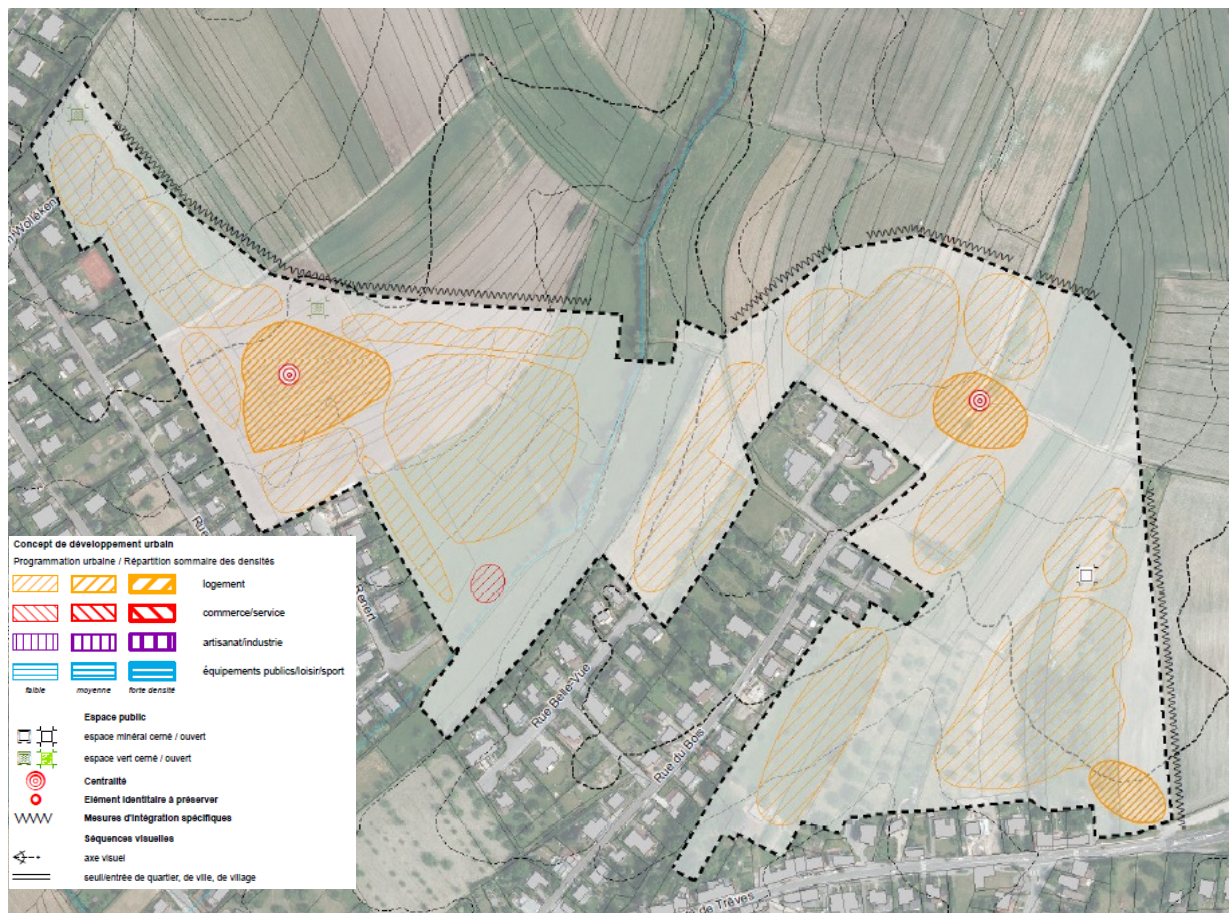 Wolléken
Rue
Renert
Rue Belle-Vue
Rue du Bois
de Trèves
Concept de développement urbain
Programmation urbaine / Répartition sommaire des densités
logement
commerce/service
artisanat/industrie
équipements publics/loisir/sport
faible moyenne forte densité
Espace public
espace minéral cerné / ouvert
espace vert cerné / ouvert
Centralité
Elément identitaire à préserver
Mesures d'intégration spécifiques
Séquences visuelles
axe visuel
seuil/entrée de quartier, de ville, de village